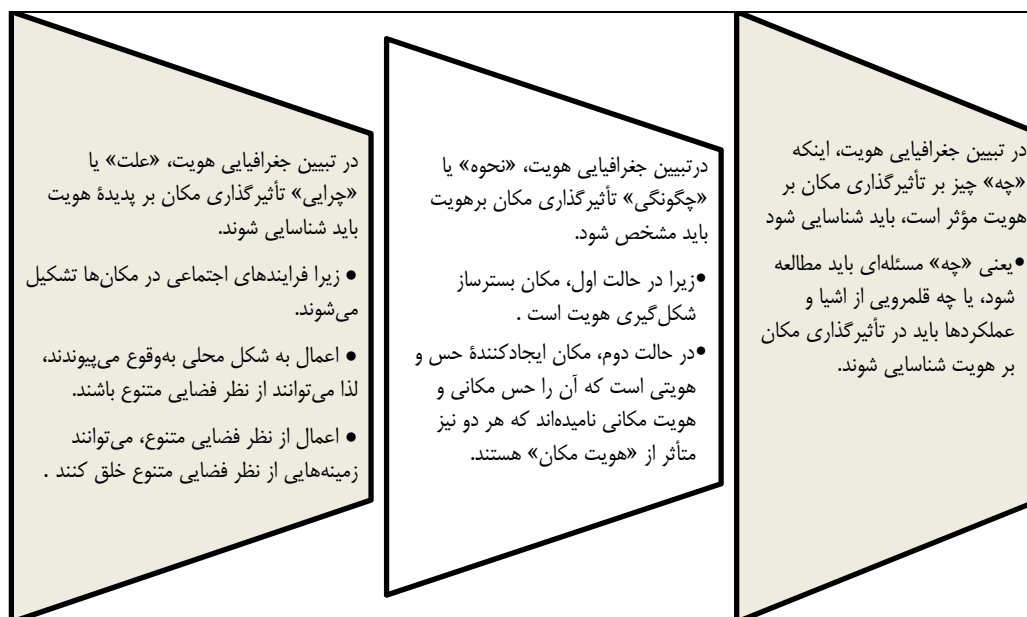 در تبیین جغرافیایی هویت، اینکه
«چه» چیز بر تأثیرگذاری مکان بر
هویت مؤثر است، باید شناسایی شود
•یعنی «چه» مسئله‌ای باید مطالعه
شود، یا چه قلمرویی از اشیا و
عملکردها باید در تأثیرگذاری مکان
بر هویت شناسایی شوند.
درتبیین جغرافیایی هویت، «نحوه» یا
«چگونگی» تأثیرگذاری مکان برهویت
باید مشخص شود.
•زیرا در حالت اول، مکان بسترساز
شکل‌گیری هویت است .
•در حالت دوم، مکان ایجادکنندهٔ حس و
هویتی است که آن را حس مکانی و
هویت مکانی نامیده‌اند که هر دو نیز
متأثر از «هویت مکان» هستند.
در تبیین جغرافیایی هویت، «علت» یا
«چرایی» تأثیرگذاری مکان بر پدیدهٔ هویت
باید شناسایی شوند.
• زیرا فرایندهای اجتماعی در مکان‌ها تشکیل
می‌شوند.
• اعمال به شکل محلی به‌وقوع می‌پیوندند،
لذا می‌توانند از نظر فضایی متنوع باشند.
• اعمال از نظر فضایی متنوع، می‌توانند
زمینه‌هایی از نظر فضایی متنوع خلق کنند .